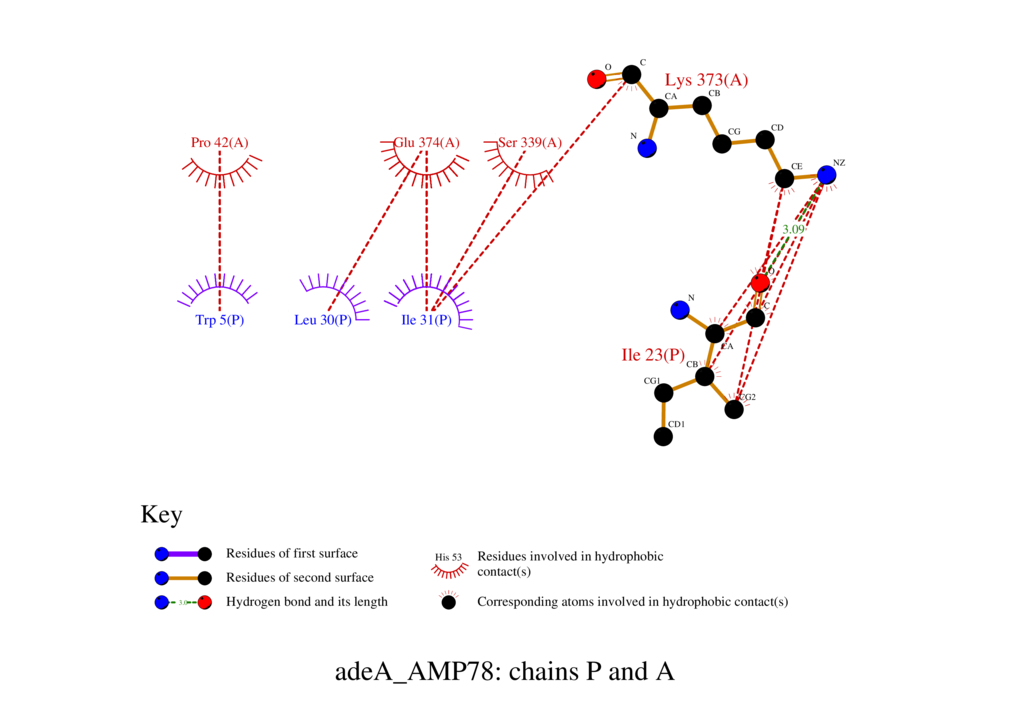 O
C
Lys 373(A)
CA
CB
N
CG
CD
CE
NZ
Pro 42(A)
Glu 374(A)
Ser 339(A)
3.09
O
N
C
CA
Trp 5(P)
Leu 30(P)
Ile 31(P)
Ile 23(P)
CB
CG1
CG2
CD1
Key
Residues of first surface
Residues of second surface
3.0
Hydrogen bond and its length
His 53
Residues involved in hydrophobic
contact(s)
Corresponding atoms involved in hydrophobic contact(s)
adeA_AMP78: chains P and A